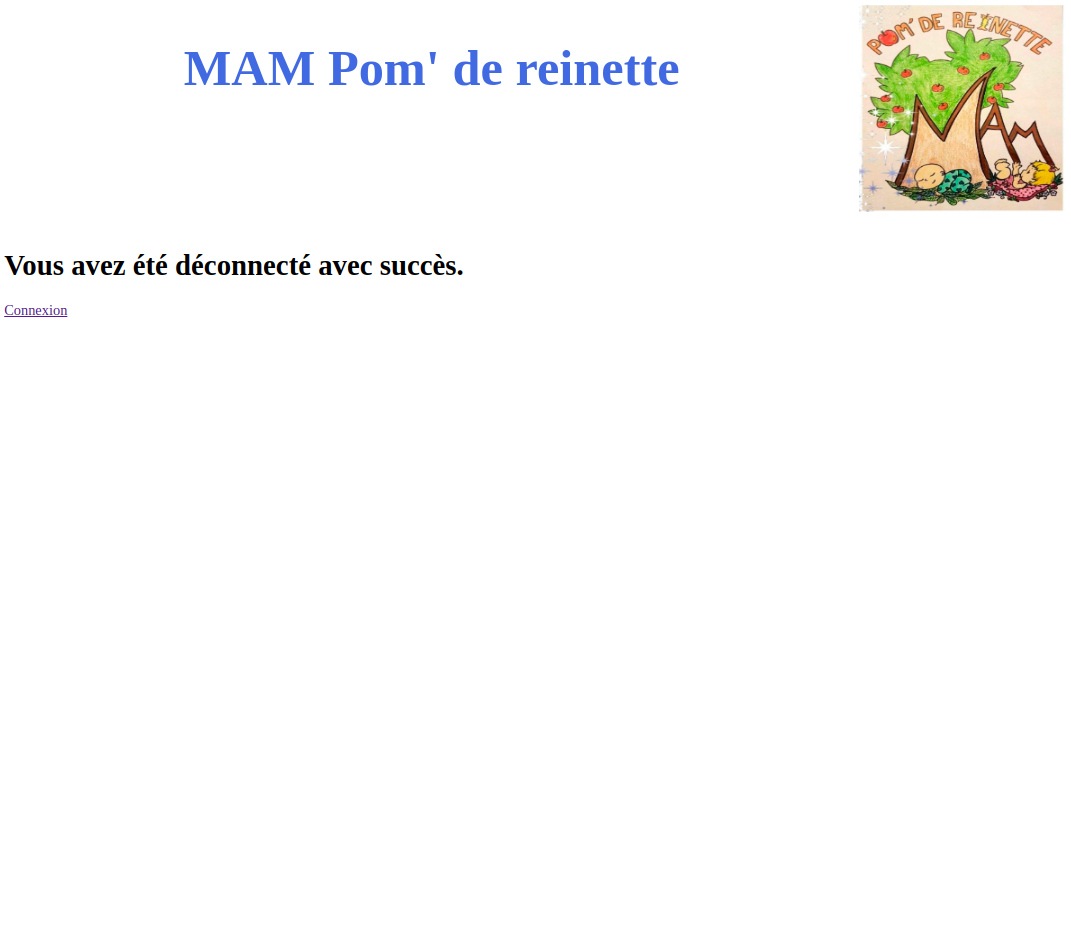 MAM Pom' de reinette
POM' DE REINETTE
MAM
Vous avez été déconnecté avec succès.
Connexion